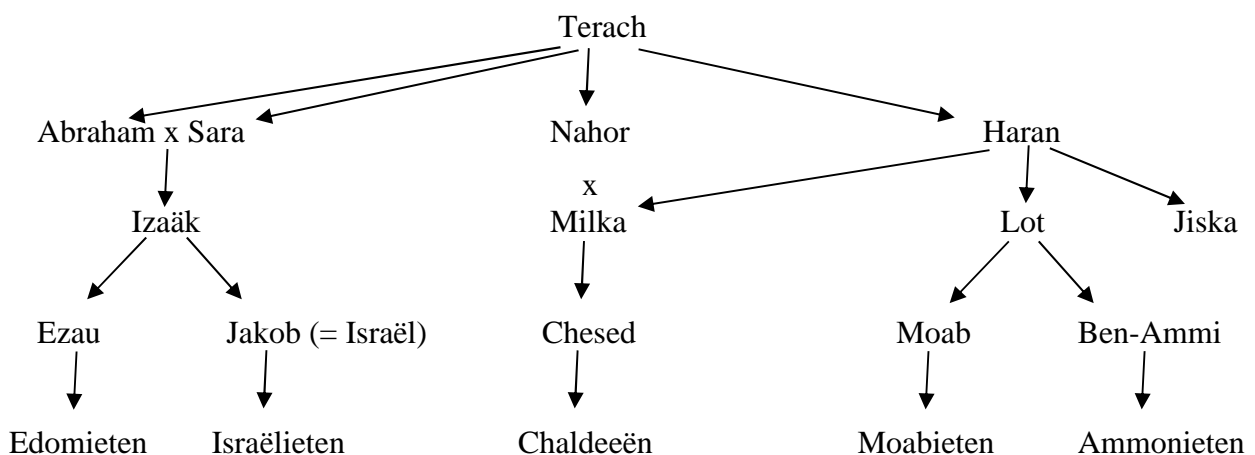 Terach
Abraham x Sara Nahor Haran
x
Izaäk Milka Lot Jiska
Ezau Jakob (= Israël) Chesed Moab Ben-Ammi
Edomieten Israëlieten Chaldeeën Moabieten Ammonieten